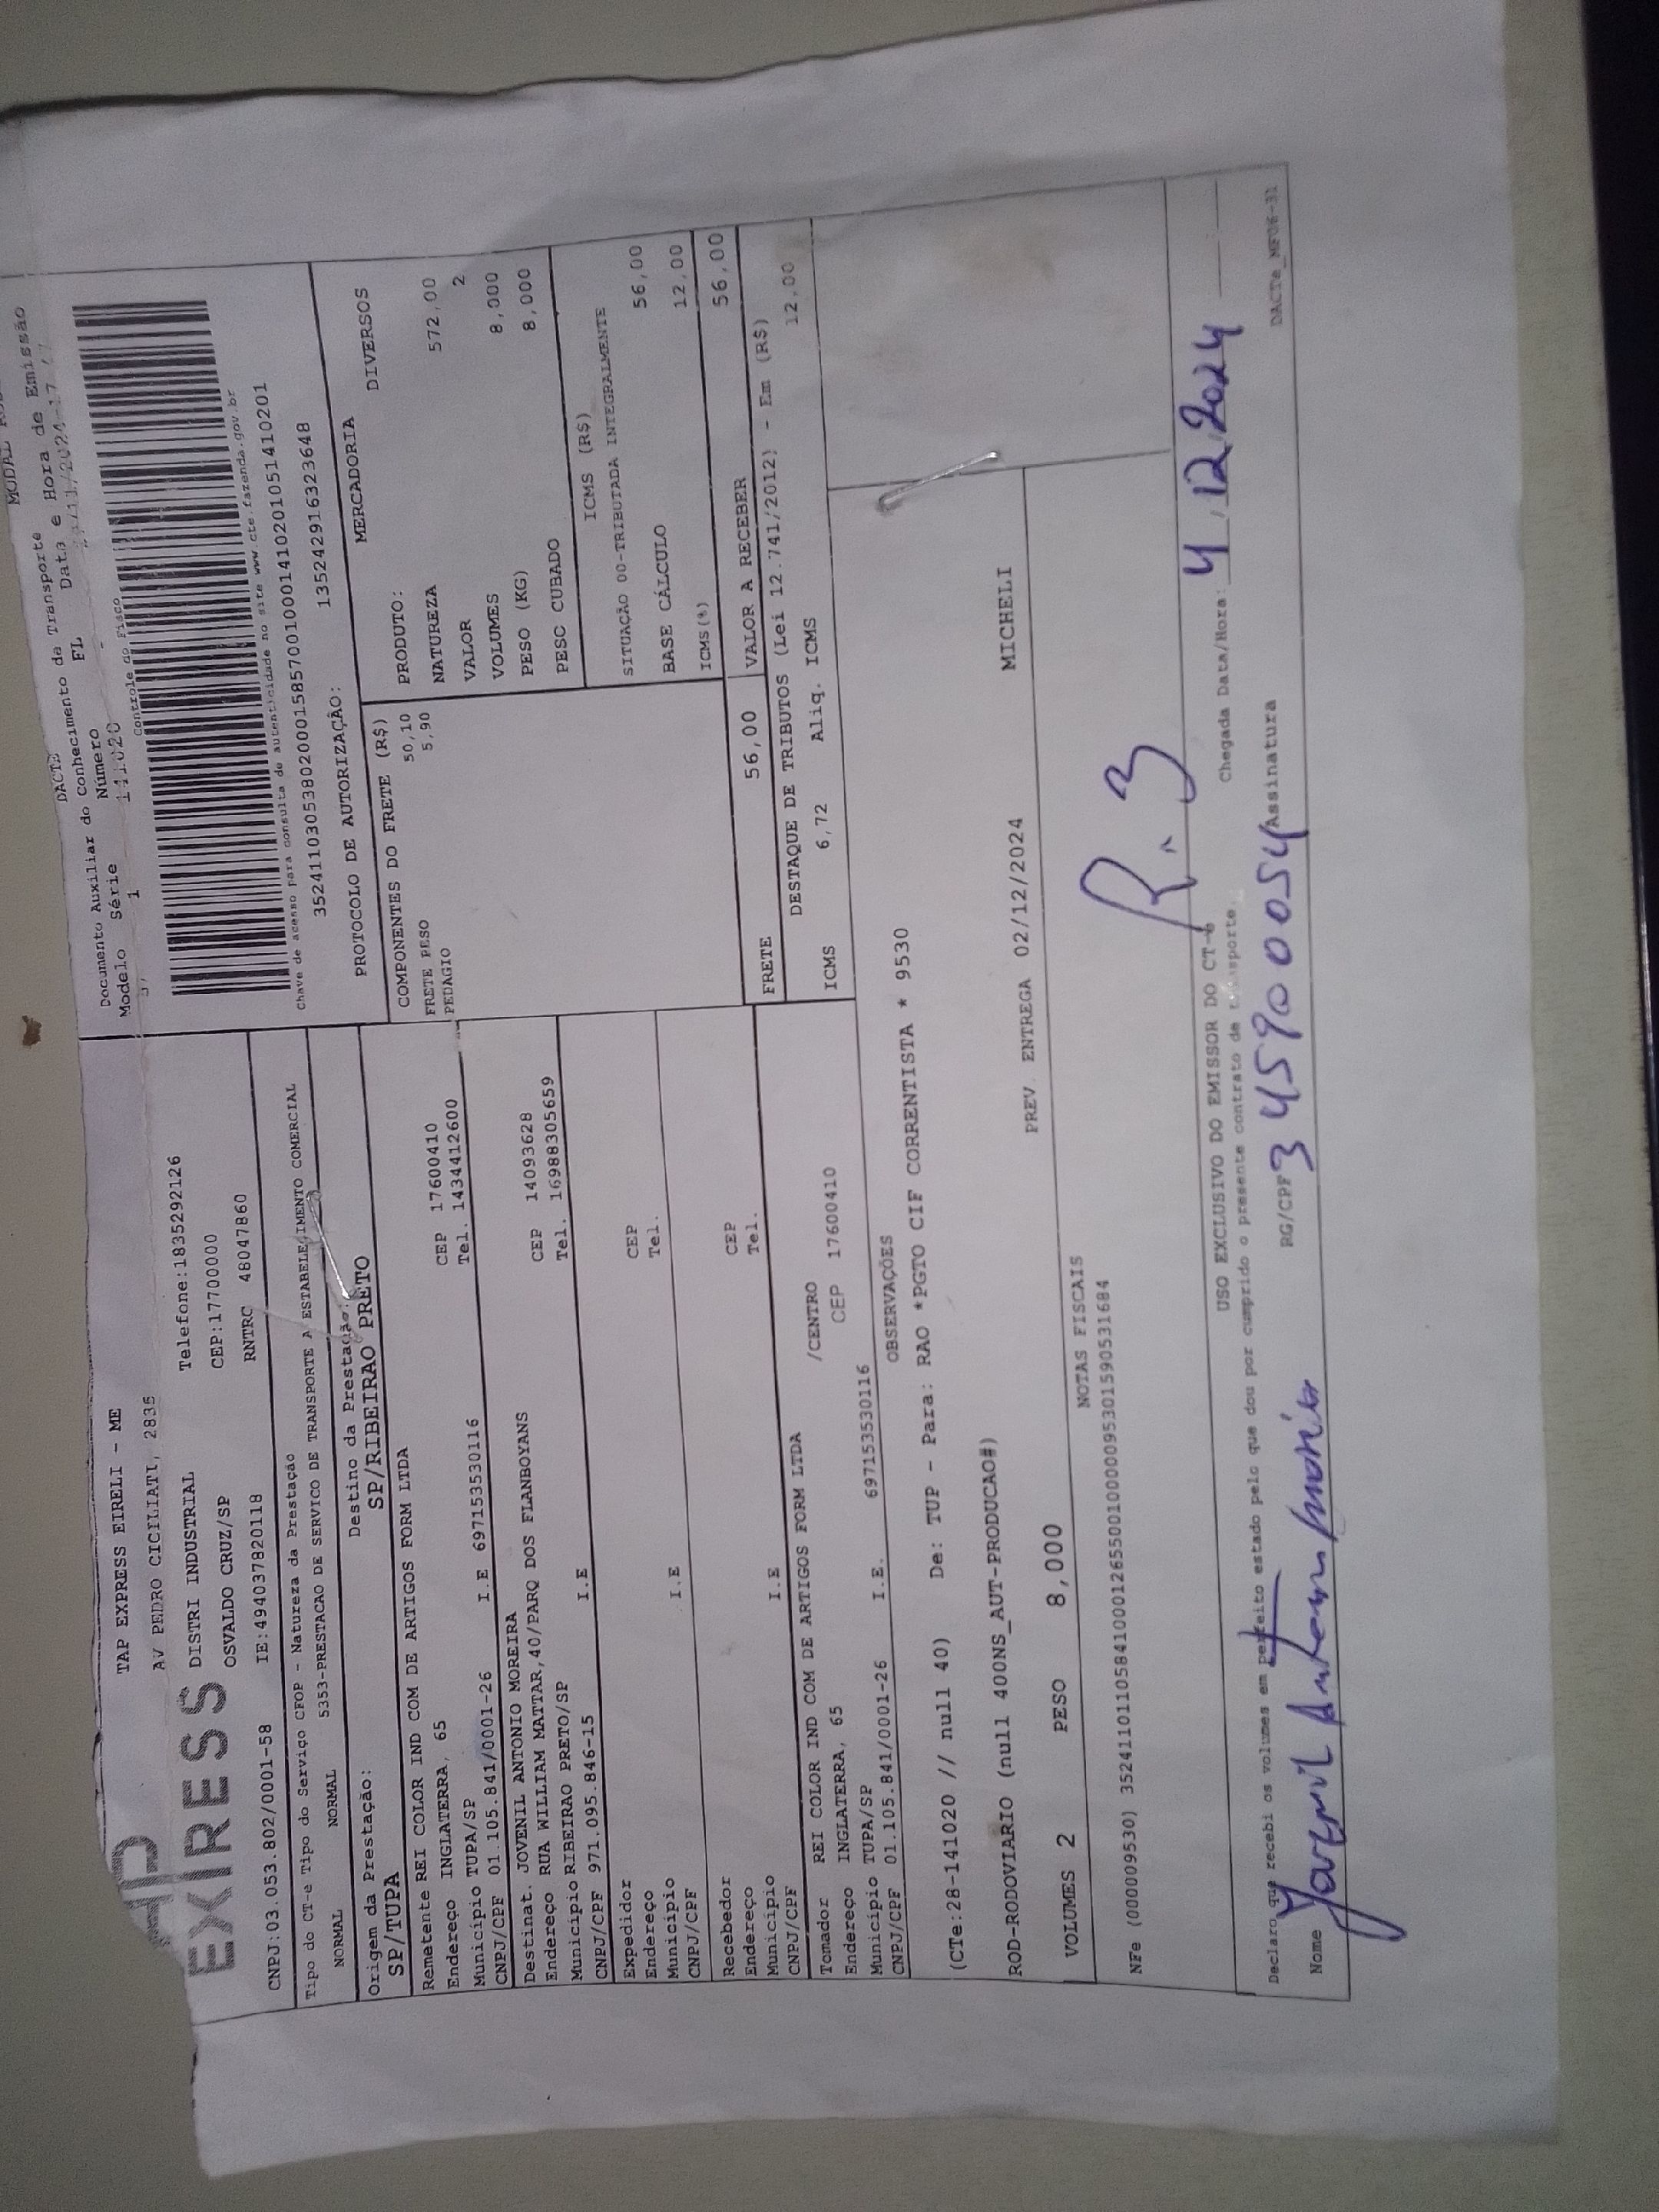 MODAL
DACTE
Documento Auxiliar do Conhecimento de Transporte
Modelo Série Número FL Data e Hora de Emissão
1 141020
Controle do Fisco
EXPRESS
TAP EXPRESS EIRELI - ME
AV PEDRO CICILIATI, 2835
DISTRI INDUSTRIAL Telefone:1835292126
OSVALDO CRUZ/SP CEP:17700000
CNPJ:03.053.802/0001-58 IE:494037820118 RNTRC 48047860
Chave de acesso para consulta de autenticidade no site www.cte.fazenda.gov.br
35241103053802000158570010001410201051410201
PROTOCOLO DE AUTORIZAÇÃO: 135242916323648
Tipo do CT-e Tipo do Serviço CFOP - Natureza da Prestação
NORMAL NORMAL 5353-PRESTACAO DE SERVICO DE TRANSPORTE A ESTABELECIMENTO COMERCIAL
Origem da Prestação: Destino da Prestação:
SP/TUPA SP/RIBEIRAO PRETO
Remetente REI COLOR IND COM DE ARTIGOS FORM LTDA
Endereço INGLATERRA, 65 CEP 17600410
Município TUPA/SP Tel. 1434412600
CNPJ/CPF 01.105.841/0001-26 I.E 697153530116
Destinat. JOVENIL ANTONIO MOREIRA
Endereço RUA WILLIAM MATTAR,40/PARQ DOS FLANBOYANS CEP 14093628
Município RIBEIRAO PRETO/SP Tel. 16988305659
CNPJ/CPF 971.095.846-15 I.E
Expedidor
Endereço CEP
Município Tel.
CNPJ/CPF I.E
Recebedor
Endereço CEP
Município Tel.
CNPJ/CPF I.E
Tomador REI COLOR IND COM DE ARTIGOS FORM LTDA
Endereço INGLATERRA, 65 /CENTRO
Município TUPA/SP CEP 17600410
CNPJ/CPF 01.105.841/0001-26 I.E. 697153530116
COMPONENTES DO FRETE (R$)
FRETE PESO 50,10
PEDAGIO 5,90
MERCADORIA
PRODUTO: DIVERSOS
NATUREZA
VALOR 572,00
VOLUMES 2
PESO (KG) 8,000
PESC CUBADO 8,000
ICMS (R$)
SITUAÇÃO 00-TRIBUTADA INTEGRALMENTE
BASE CÁLCULO 56,00
ICMS(%) 12,00
FRETE 56,00 VALOR A RECEBER 56,00
DESTAQUE DE TRIBUTOS (Lei 12.741/2012) - Em (R$)
ICMS 6,72 Aliq. ICMS 12,00
OBSERVAÇÕES
(CTe:28-141020 // null 40) De: TUP - Para: RAO *PGTO CIF CORRENTISTA * 9530
ROD-RODOVIARIO (null 400NS_AUT-PRODUCAO#)
PREV. ENTREGA 02/12/2024 MICHELI
VOLUMES 2 PESO 8,000
NOTAS FISCAIS
NFe (000009530) 35241101105841000126550010000095301590531684
R.3
USO EXCLUSIVO DO EMISSOR DO CT-e
Declaro que recebi os volumes em perfeito estado pelo que dou por cumprido o presente contrato de transporte.
Chegada Data/Hora: 4/12/2024
Nome Jovenil Antonio Moreira RG/CPF 345900054 Assinatura
DACTe_MF06-31